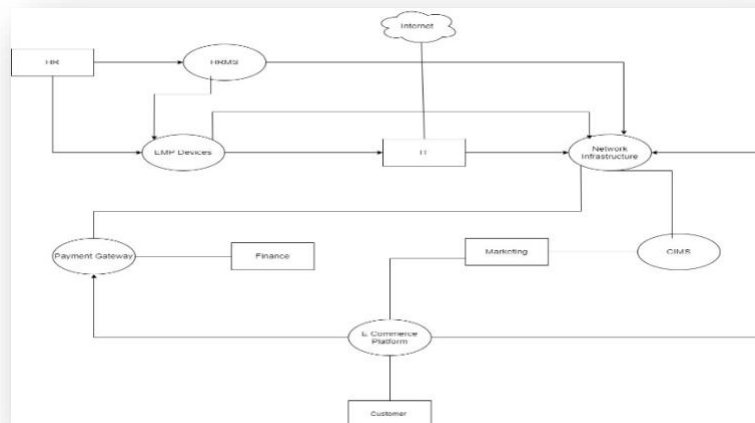 Internet
HR
HRMS
EMP Devices
IT
Network
Infrastructure
Payment Gateway
Finance
Marketing
CIMS
E Commerce
Platform
Customer